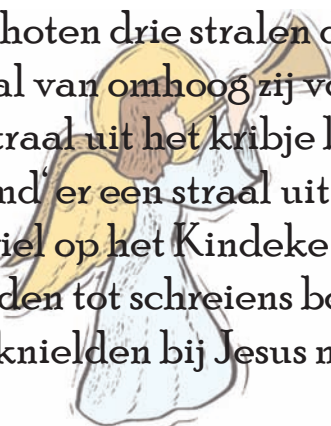 hoten drie stralen
al van omhoog zij vo
traal uit het kribje
nd' er een straal uit
iel op het Kindeke
den tot schreiens bo
knielden bij Jesus